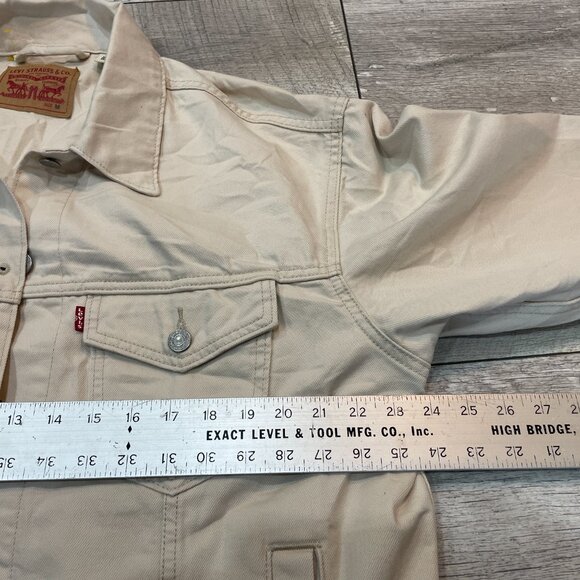 LEVI STRAUSS & CO.
SIZE M
LEVI'S
13 14 15 16 17 18 19 20 21 22 23 24 25 26 27 2
EXACT LEVEL & TOOL MFG. CO., Inc. HIGH BRIDGE,
35 34 33 32 31 30 29 28 27 26 25 24 23 22 21